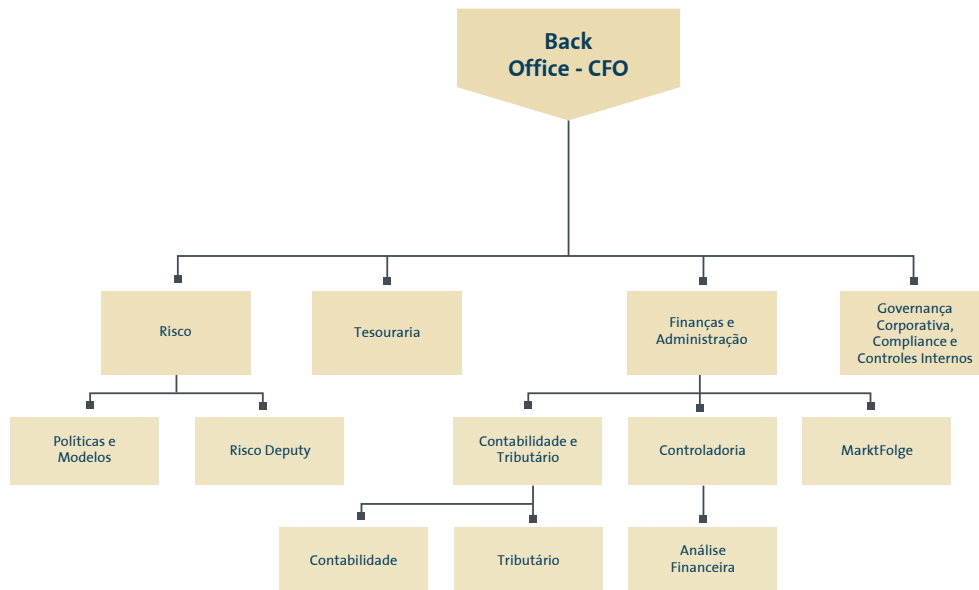 Back
Office - CFO
Risco
Tesouraria
Finanças e
Administração
Governança
Corporativa,
Compliance e
Controles Internos
Políticas e
Modelos
Risco Deputy
Contabilidade e
Tributário
Controladoria
MarktFolge
Contabilidade
Tributário
Análise
Financeira